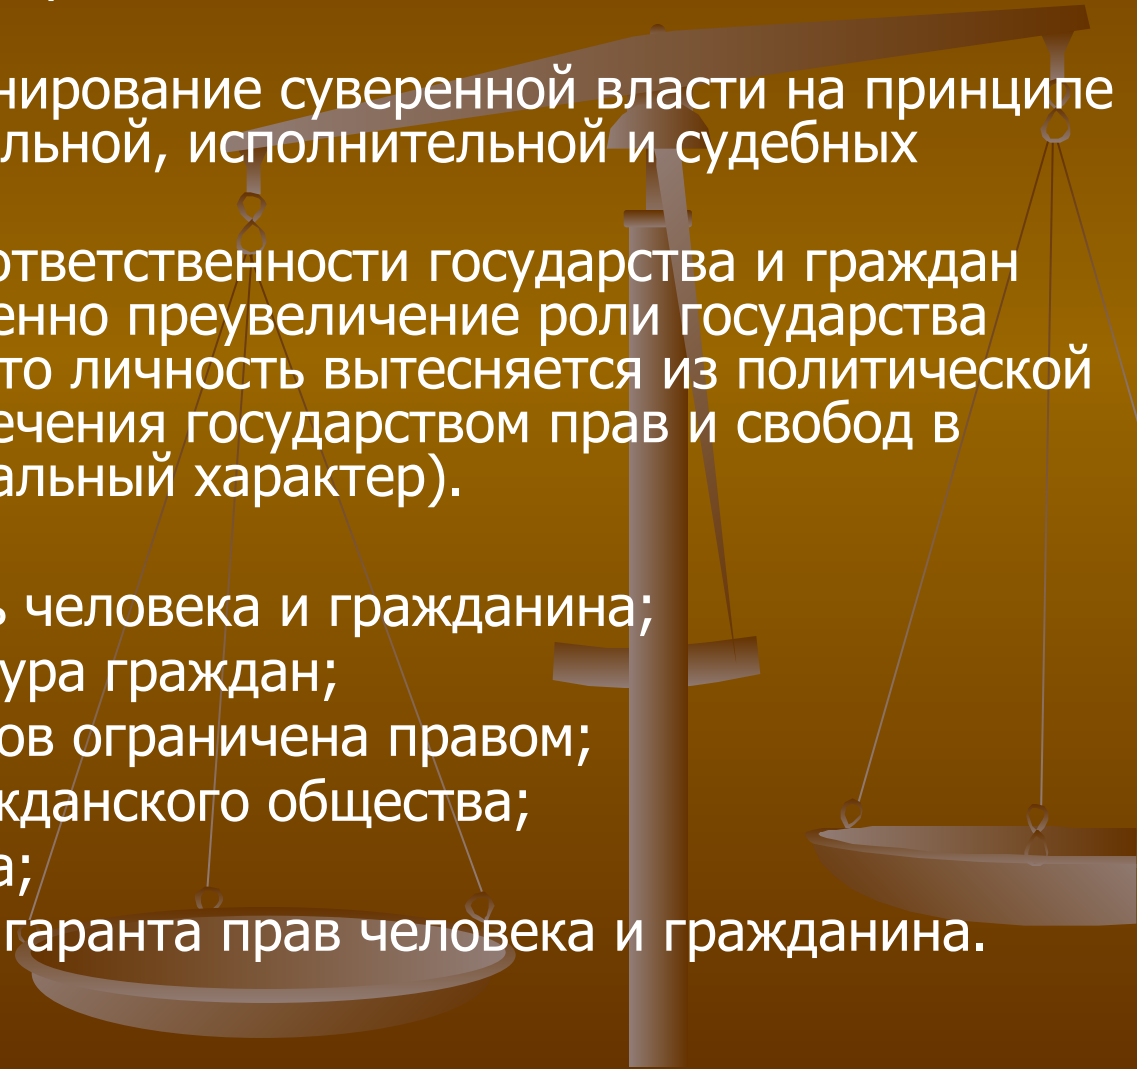 нирование суверенной власти на принципе
льной, исполнительной и судебных
ответственности государства и граждан
енно преувеличение роли государства
то личность вытесняется из политической
ечения государством прав и свобод в
альный характер).
ь человека и гражданина;
ура граждан;
ов ограничена правом;
жданского общества;
а;
гаранта прав человека и гражданина.